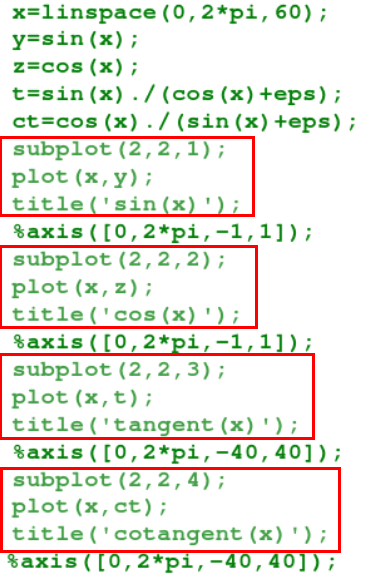 x=linspace(0,2*pi,60);
y=sin(x);
z=cos(x);
t=sin(x)./(cos(x)+eps);
ct=cos(x)./(sin(x)+eps);
subplot(2,2,1);
plot(x,y);
title('sin(x)');
%axis([0,2*pi,-1,1]);
subplot(2,2,2);
plot(x,z);
title('cos(x)');
%axis([0,2*pi,-1,1]);
subplot(2,2,3);
plot(x,t);
title('tangent(x)');
%axis([0,2*pi,-40,40]);
subplot(2,2,4);
plot(x,ct);
title('cotangent(x)');
%axis([0,2*pi,-40,40]);